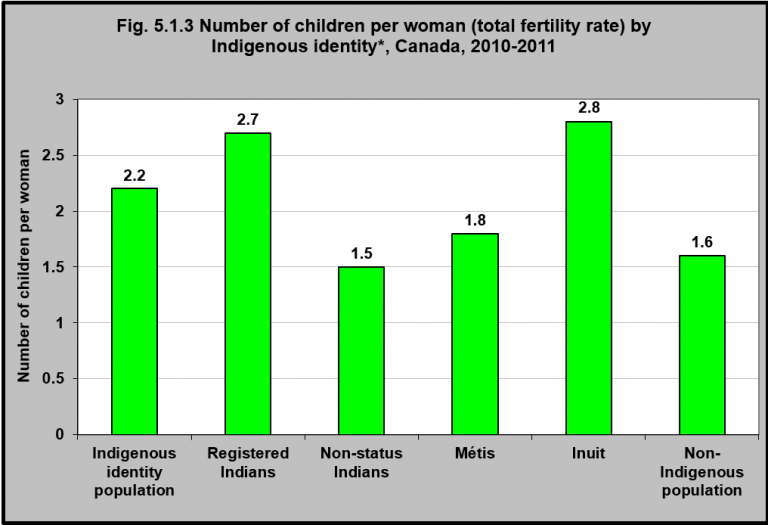 Fig. 5.1.3 Number of children per woman (total fertility rate) by
Indigenous identity*, Canada, 2010-2011
Number of children per woman
3
2.5
2
1.5
1
0.5
0
2.2
2.7
1.5
1.8
2.8
1.6
Indigenous
identity
population
Registered
Indians
Non-status
Indians
Métis
Inuit
Non-
Indigenous
population